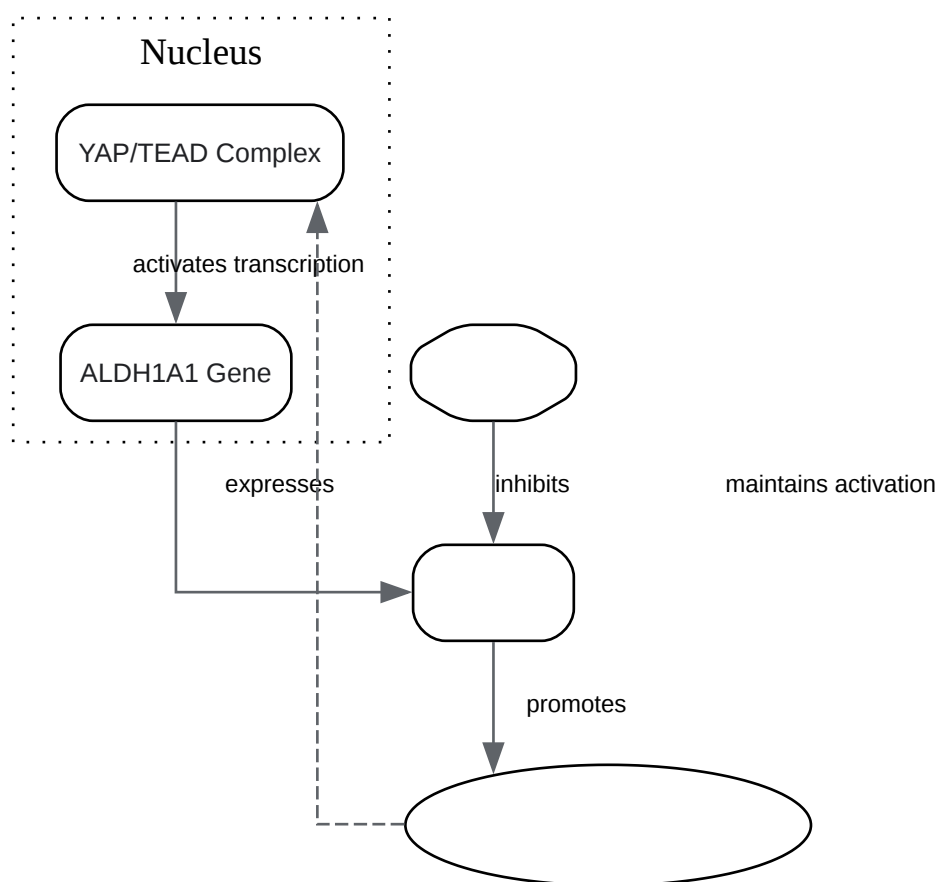 Nucleus
YAP/TEAD Complex
activates transcription
ALDH1A1 Gene
expresses
inhibits
maintains activation
promotes